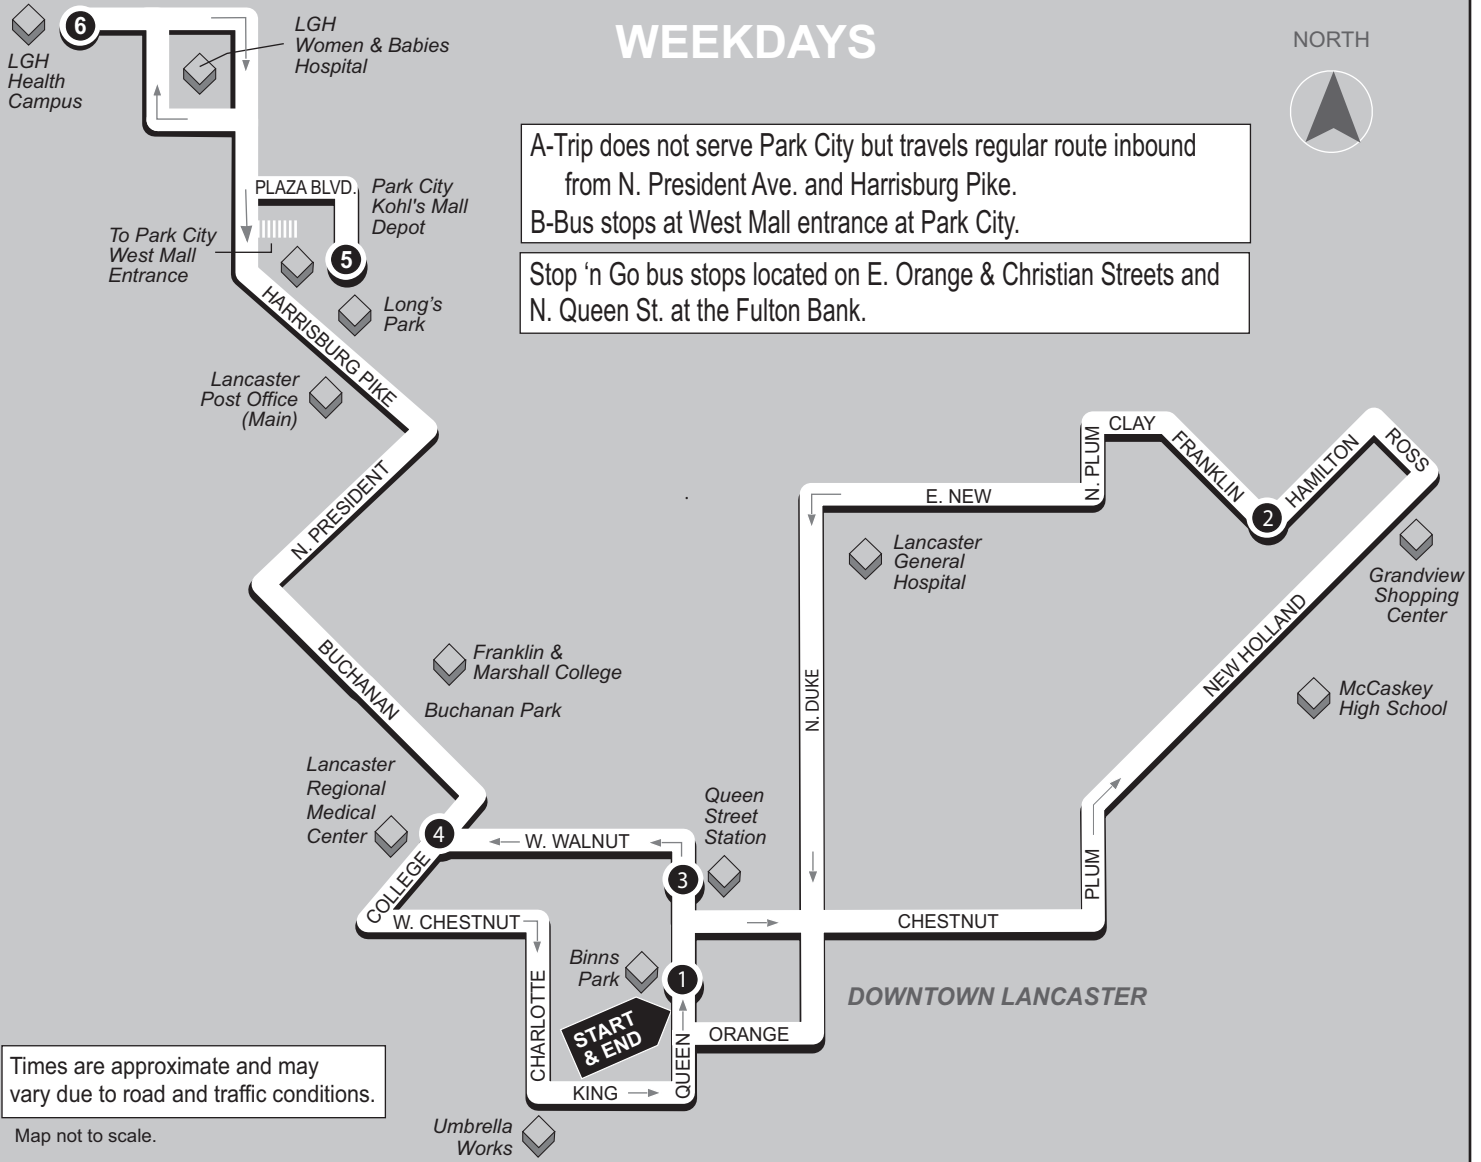 WEEKDAYS
NORTH
6
LGH
Health
Campus
LGH
Women & Babies
Hospital
A-Trip does not serve Park City but travels regular route inbound
from N. President Ave. and Harrisburg Pike.
B-Bus stops at West Mall entrance at Park City.
Stop ‘n Go bus stops located on E. Orange & Christian Streets and
N. Queen St. at the Fulton Bank.
PLAZA BLVD.
Park City
Kohl's Mall
Depot
To Park City
West Mall
Entrance
5
Long’s
Park
HARRISBURG PIKE
Lancaster
Post Office
(Main)
N. PRESIDENT
BUCHANAN
Franklin &
Marshall College
Buchanan Park
Lancaster
Regional
Medical
Center
4
W. WALNUT
Queen
Street
Station
3
COLLEGE
W. CHESTNUT
CHARLOTTE
Binns
Park
1
START
& END
QUEEN
KING
Umbrella
Works
ORANGE
N. DUKE
CHESTNUT
DOWNTOWN LANCASTER
PLUM
NEW HOLLAND
McCaskey
High School
Grandview
Shopping
Center
ROSS
HAMILTON
2
FRANKLIN
CLAY
N. PLUM
E. NEW
Lancaster
General
Hospital
Times are approximate and may
vary due to road and traffic conditions.
Map not to scale.